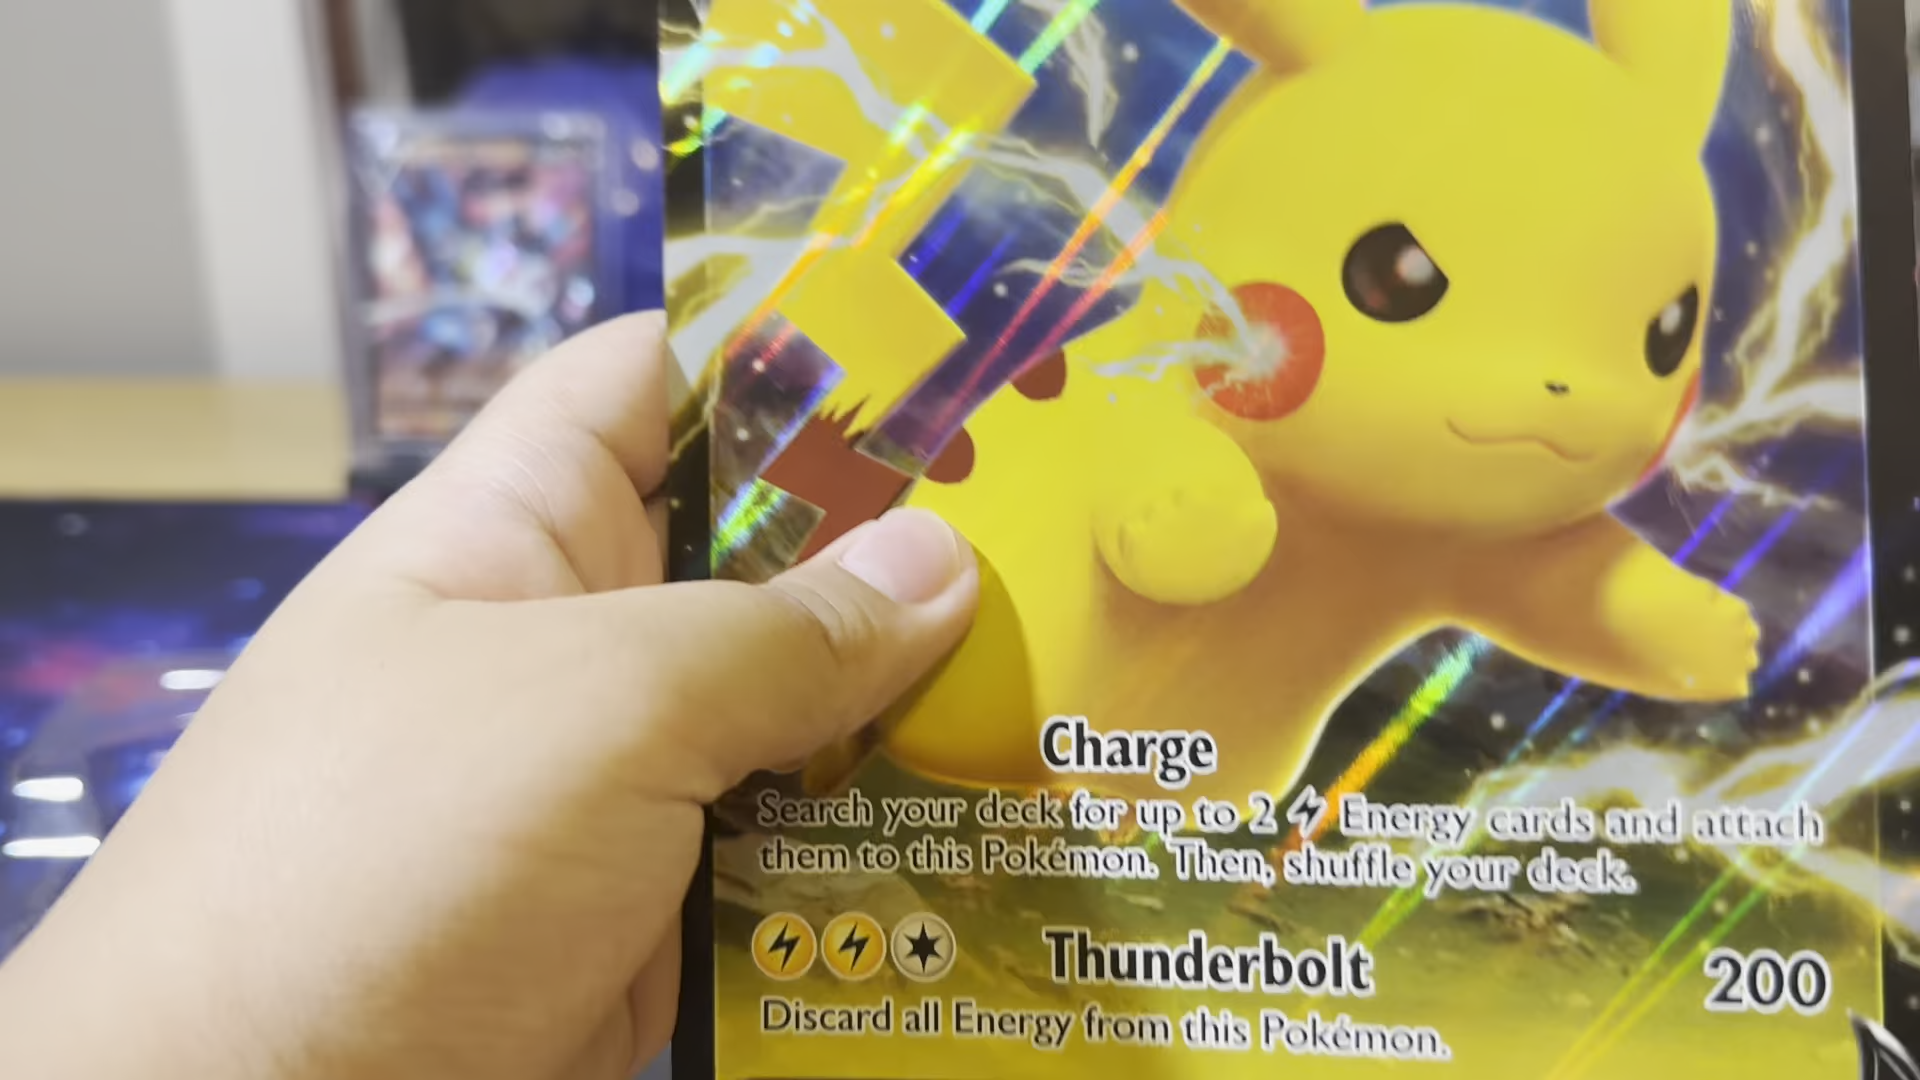 Charge
Search your deck for up to 2 Energy cards and attach
them to this Pokémon. Then, shuffle your deck.
Thunderbolt 200
Discard all Energy from this Pokémon.